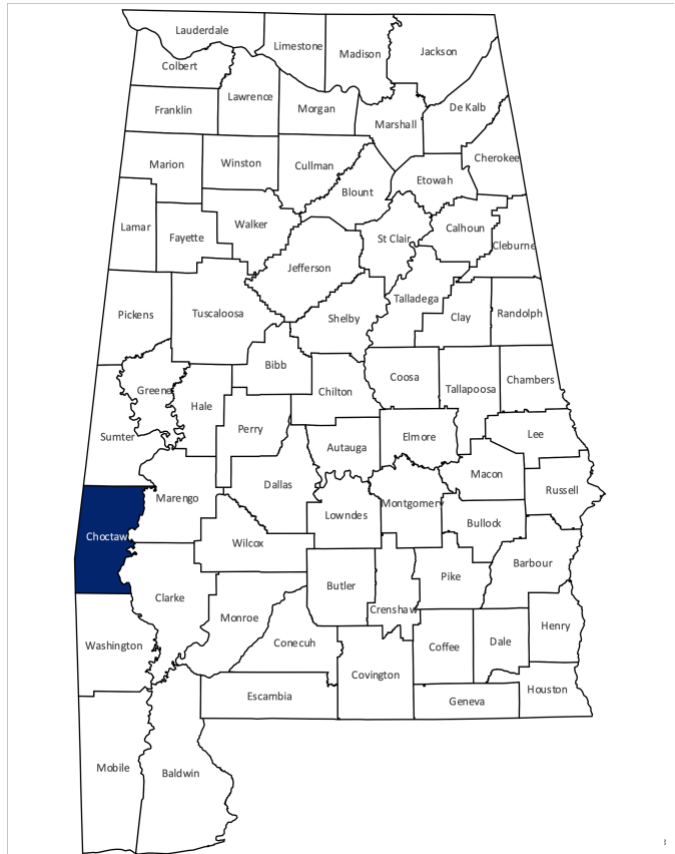 Lauderdale
Limestone
Madison
Jackson
Colbert
Lawrence
Franklin
Morgan
De Kalb
Marshall
Marion
Winston
Cullman
Cherokee
Etowah
Blount
Lamar
Fayette
Walker
St Clair
Calhoun
Cleburne
Jefferson
Talladega
Pickens
Tuscaloosa
Shelby
Clay
Randolph
Bibb
Greene
Hale
Chilton
Coosa
Tallapoosa
Chambers
Sumter
Perry
Autauga
Elmore
Lee
Marengo
Dallas
Macon
Russell
Lowndes
Montgomery
Bullock
Choctaw
Wilcox
Barbour
Clarke
Butler
Pike
Crenshaw
Monroe
Henry
Washington
Conecuh
Coffee
Dale
Covington
Escambia
Geneva
Houston
Mobile
Baldwin